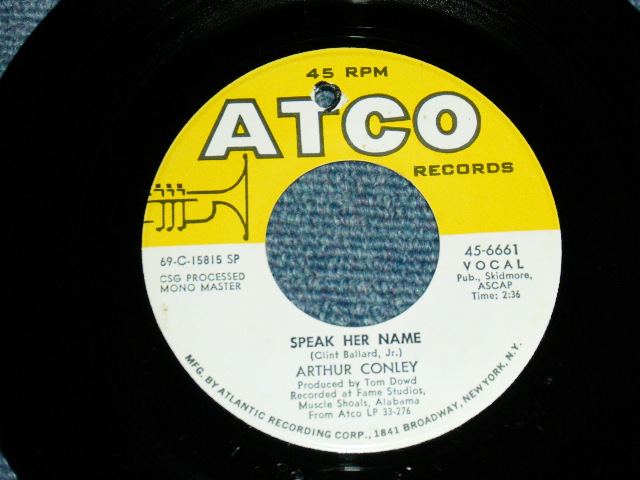 45 RPM
ATCO
RECORDS
69-C-15815 SP
CSG PROCESSED
MONO MASTER
45-6661
VOCAL
Pub., Skidmore,
ASCAP
Time: 2:36
SPEAK HER NAME
(Clint Ballard, Jr.)
ARTHUR CONLEY
Produced by Tom Dowd
Recorded at Fame Studios,
Muscle Shoals, Alabama
From Atco LP 33-276
MFG. BY ATLANTIC RECORDING CORP., 1841 BROADWAY, NEW YORK, N.Y.